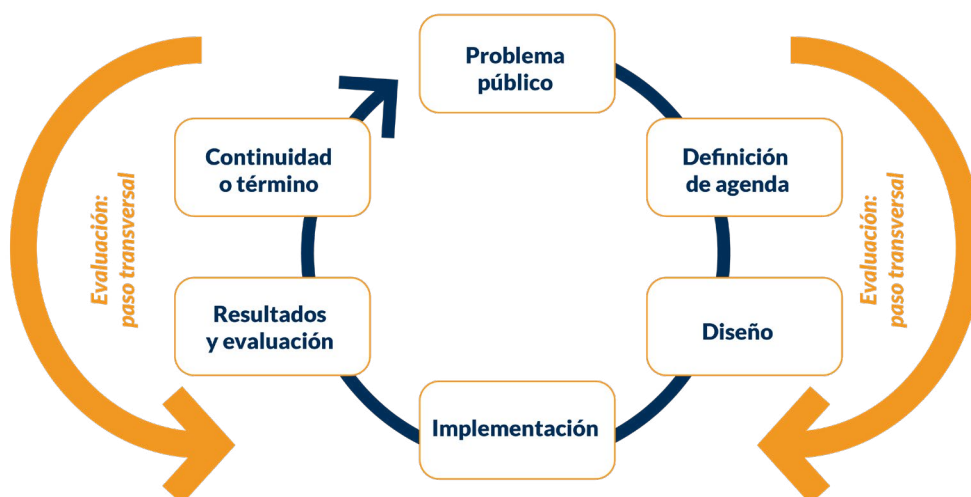 Problema
público
Definición
de agenda
Diseño
Implementación
Resultados
y evaluación
Continuidad
o término
Evaluación:
paso transversal
Evaluación:
paso transversal